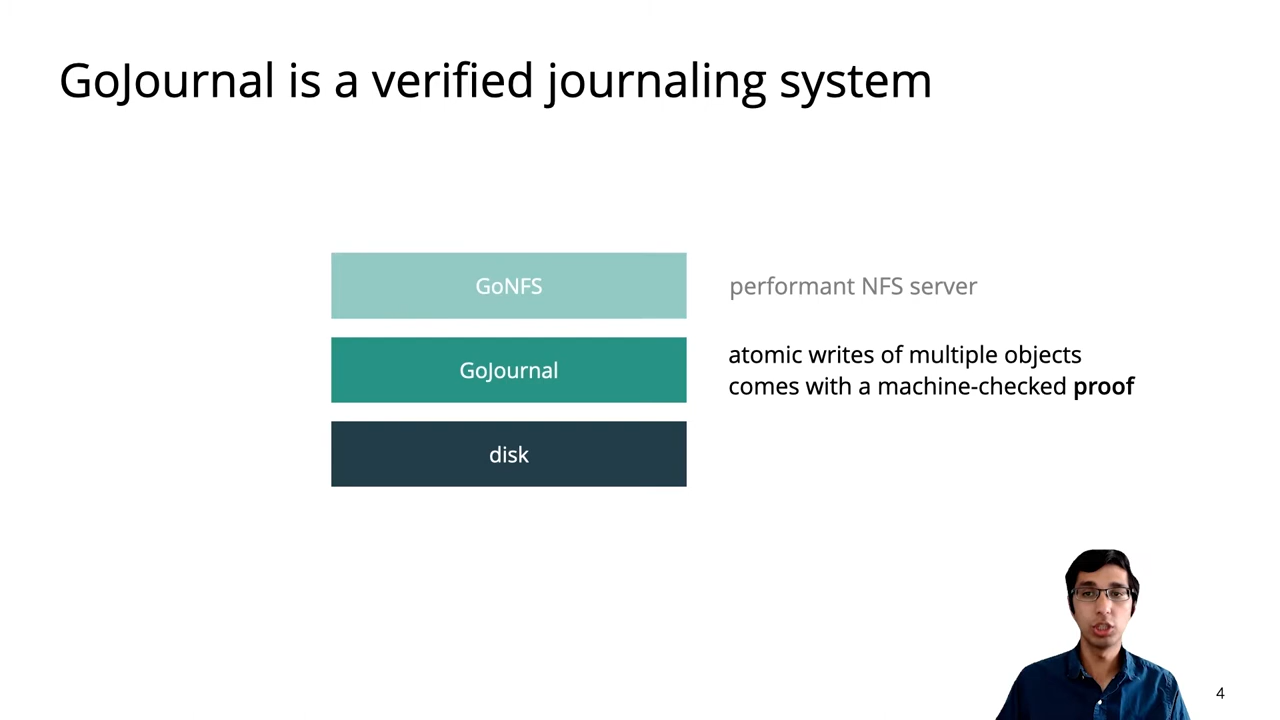 GoJournal is a verified journaling system
GoNFS
performant NFS server
GoJournal
atomic writes of multiple objects
comes with a machine-checked proof
disk
4